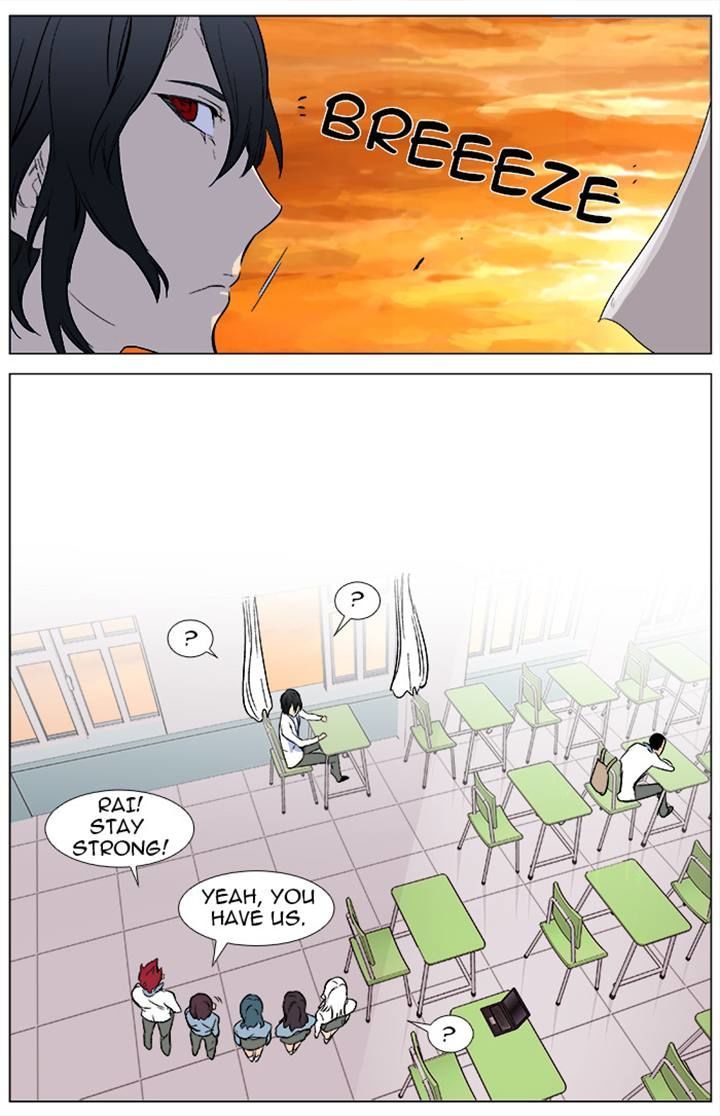 BREEEZE
?
?
RAI!
STAY
STRONG!
YEAH, YOU
HAVE US.
?